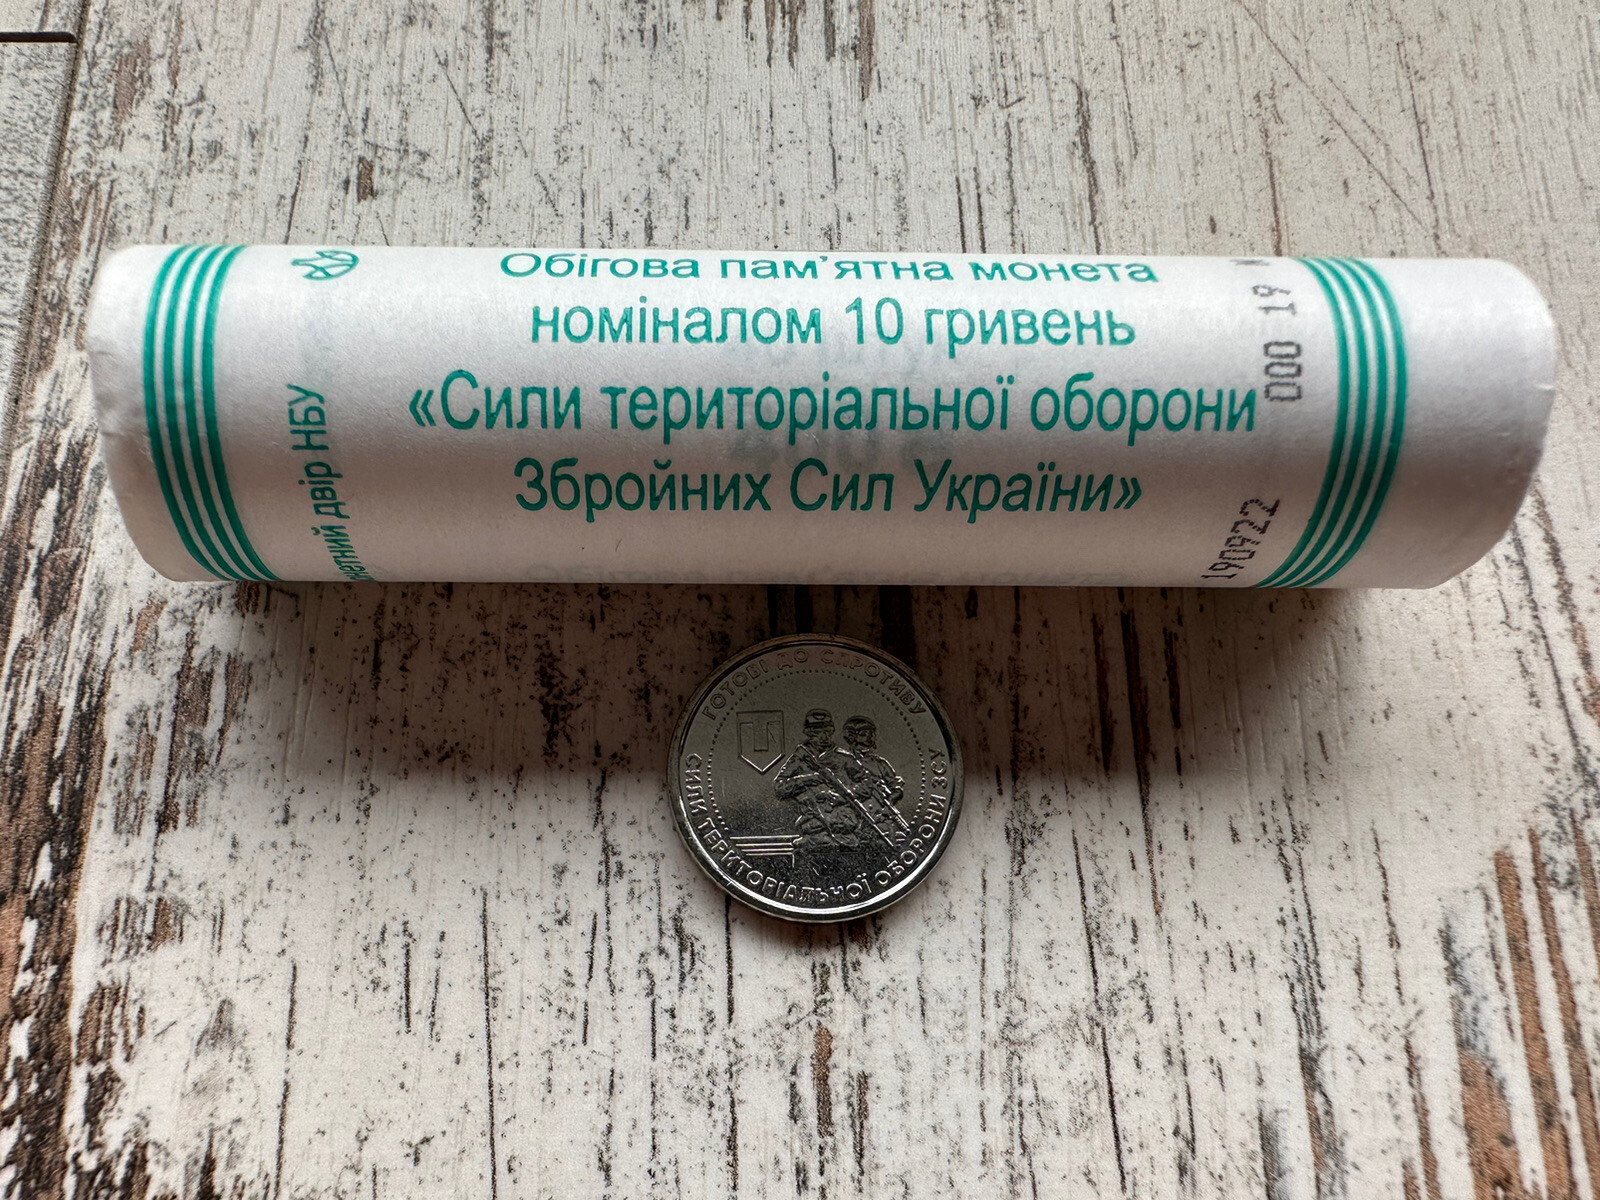 Обігова пам'ятна монета
номіналом 10 гривень
«Сили територіальної оборони
Збройних Сил України»
двір НБУ
000 19
190922
ГОТОВІ ДО СПРОТИВУ
СИЛИ ТЕРИТОРІАЛЬНОЇ ОБОРОНИ ЗСУ